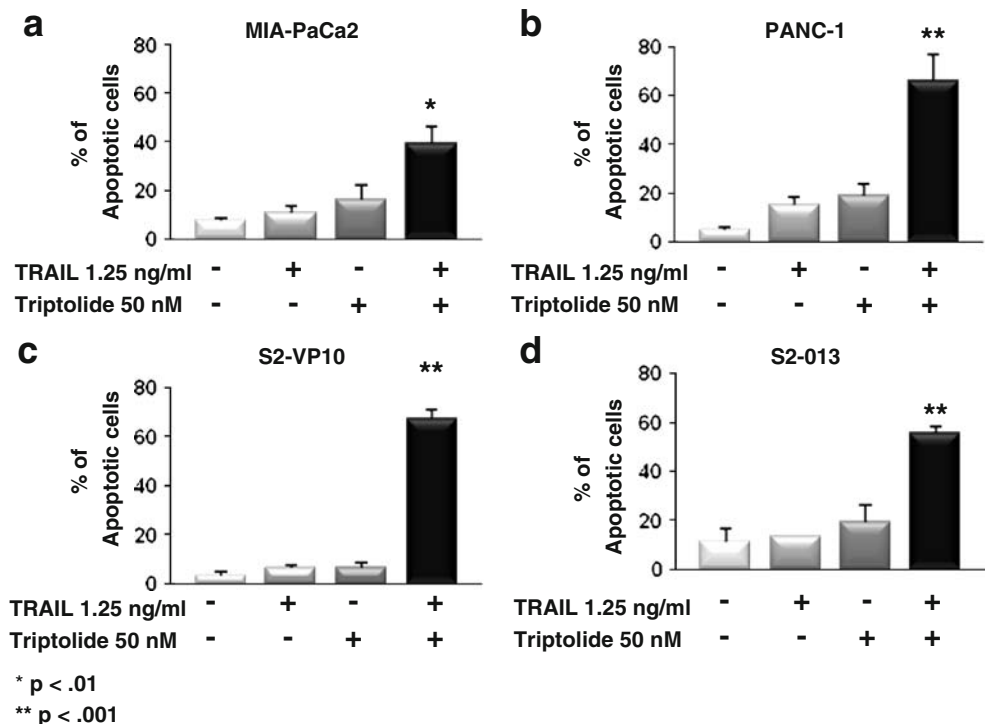 a
MIA-PaCa2
% of
Apoptotic cells
80
60
40
20
0
*
TRAIL 1.25 ng/ml - + - +
Triptolide 50 nM - - + +
b
PANC-1
% of
Apoptotic cells
80
60
40
20
0
**
TRAIL 1.25 ng/ml - + - +
Triptolide 50 nM - - + +
c
S2-VP10
% of
Apoptotic cells
80
60
40
20
0
**
TRAIL 1.25 ng/ml - + - +
Triptolide 50 nM - - + +
d
S2-013
% of
Apoptotic cells
80
60
40
20
0
**
TRAIL 1.25 ng/ml - + - +
Triptolide 50 nM - - + +
* p < .01
** p < .001